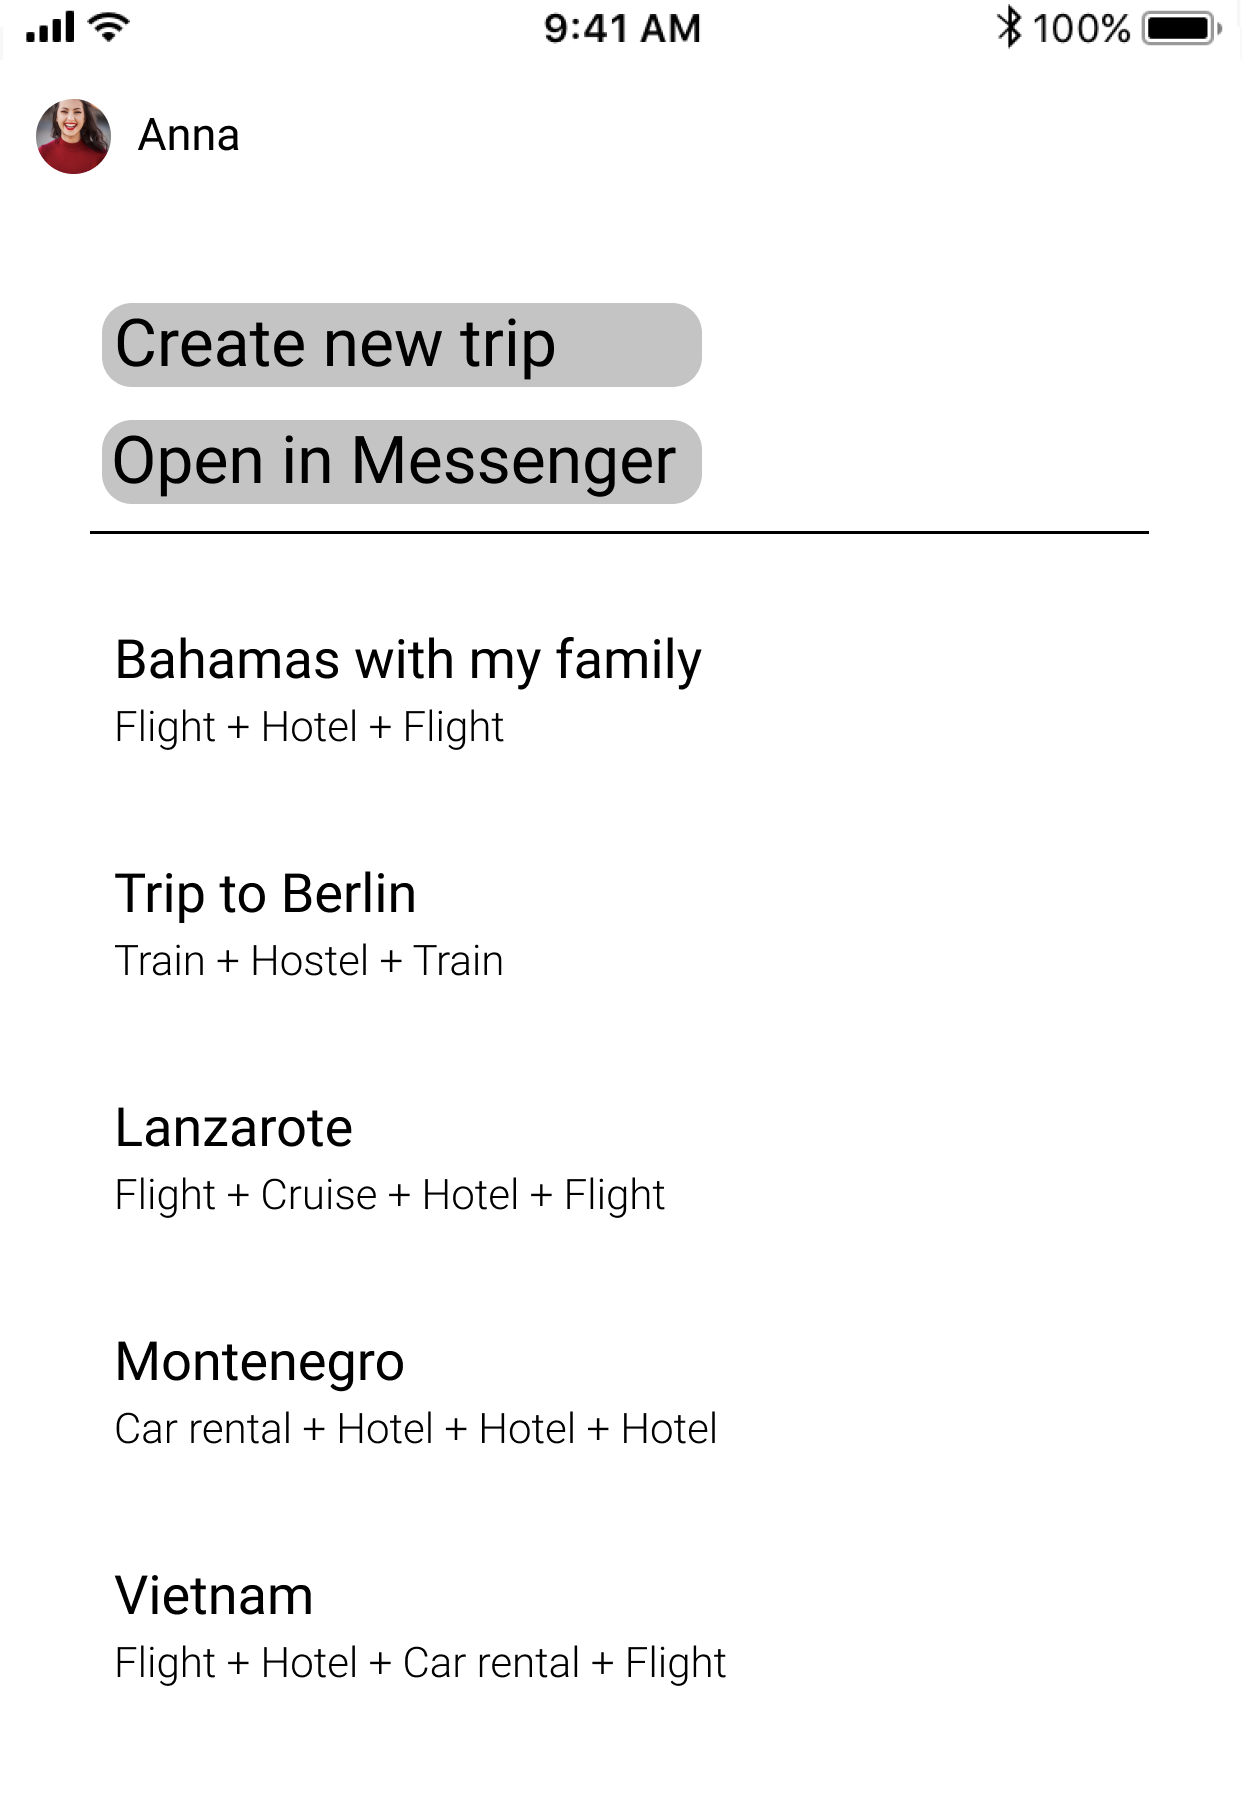 9:41 AM
100%
Anna
Create new trip
Open in Messenger
Bahamas with my family
Flight + Hotel + Flight
Trip to Berlin
Train + Hostel + Train
Lanzarote
Flight + Cruise + Hotel + Flight
Montenegro
Car rental + Hotel + Hotel + Hotel
Vietnam
Flight + Hotel + Car rental + Flight